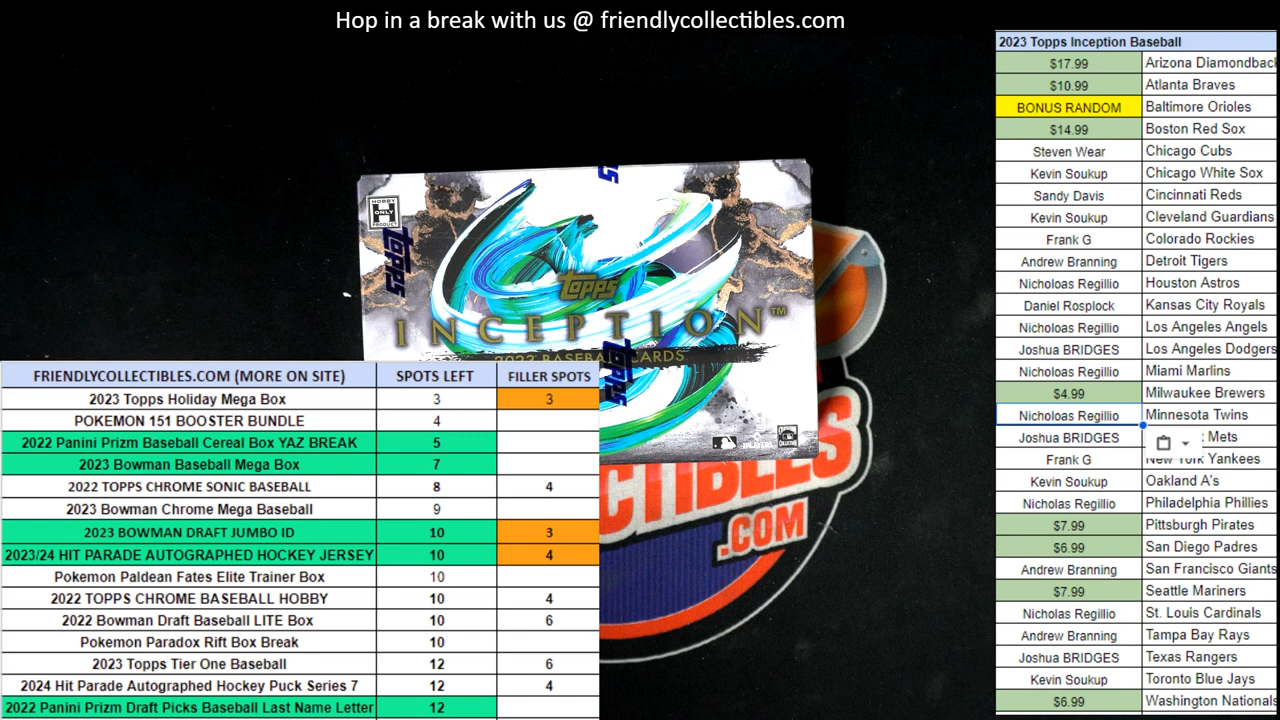 Hop in a break with us @ friendlycollectibles.com
HOBBY
H
ONLY
PRODUCT
topps
topps
INCEPTION™
2023 BASEBALL CARDS
topps
CTIBLES
.COM
FRIENDLYCOLLECTIBLES.COM (MORE ON SITE) SPOTS LEFT FILLER SPOTS
2023 Topps Holiday Mega Box 3 3
POKEMON 151 BOOSTER BUNDLE 4
2022 Panini Prizm Baseball Cereal Box YAZ BREAK 5
2023 Bowman Baseball Mega Box 7
2022 TOPPS CHROME SONIC BASEBALL 8 4
2023 Bowman Chrome Mega Baseball 9
2023 BOWMAN DRAFT JUMBO ID 10 3
2023/24 HIT PARADE AUTOGRAPHED HOCKEY JERSEY 10 4
Pokemon Paldean Fates Elite Trainer Box 10
2022 TOPPS CHROME BASEBALL HOBBY 10 4
2022 Bowman Draft Baseball LITE Box 10 6
Pokemon Paradox Rift Box Break 10
2023 Topps Tier One Baseball 12 6
2024 Hit Parade Autographed Hockey Puck Series 7 12 4
2022 Panini Prizm Draft Picks Baseball Last Name Letter 12
2023 Topps Inception Baseball
$17.99 Arizona Diamondbac
$10.99 Atlanta Braves
BONUS RANDOM Baltimore Orioles
$14.99 Boston Red Sox
Steven Wear Chicago Cubs
Kevin Soukup Chicago White Sox
Sandy Davis Cincinnati Reds
Kevin Soukup Cleveland Guardians
Frank G Colorado Rockies
Andrew Branning Detroit Tigers
Nicholoas Regillio Houston Astros
Daniel Rosplock Kansas City Royals
Nicholoas Regillio Los Angeles Angels
Joshua BRIDGES Los Angeles Dodgers
Nicholoas Regillio Miami Marlins
$4.99 Milwaukee Brewers
Nicholoas Regillio Minnesota Twins
Joshua BRIDGES Mets
Frank G New York Yankees
Kevin Soukup Oakland A's
Nicholas Regillio Philadelphia Phillies
$7.99 Pittsburgh Pirates
$6.99 San Diego Padres
Andrew Branning San Francisco Giants
$7.99 Seattle Mariners
Nicholas Regillio St. Louis Cardinals
Andrew Branning Tampa Bay Rays
Joshua BRIDGES Texas Rangers
Kevin Soukup Toronto Blue Jays
$6.99 Washington Nationals